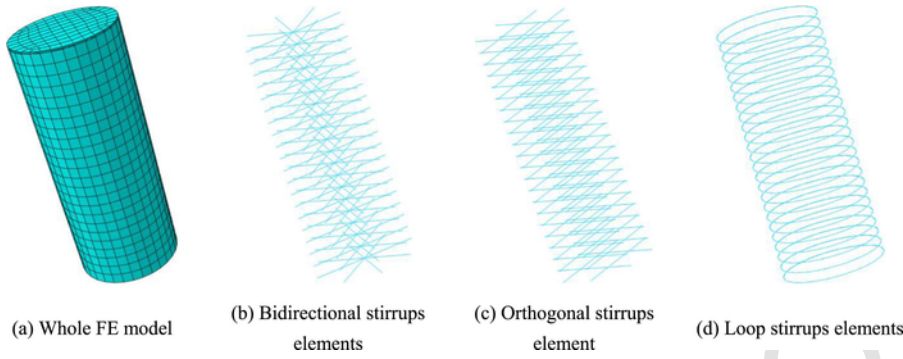 (a) Whole FE model
(b) Bidirectional stirrups
elements
(c) Orthogonal stirrups
element
(d) Loop stirrups elements